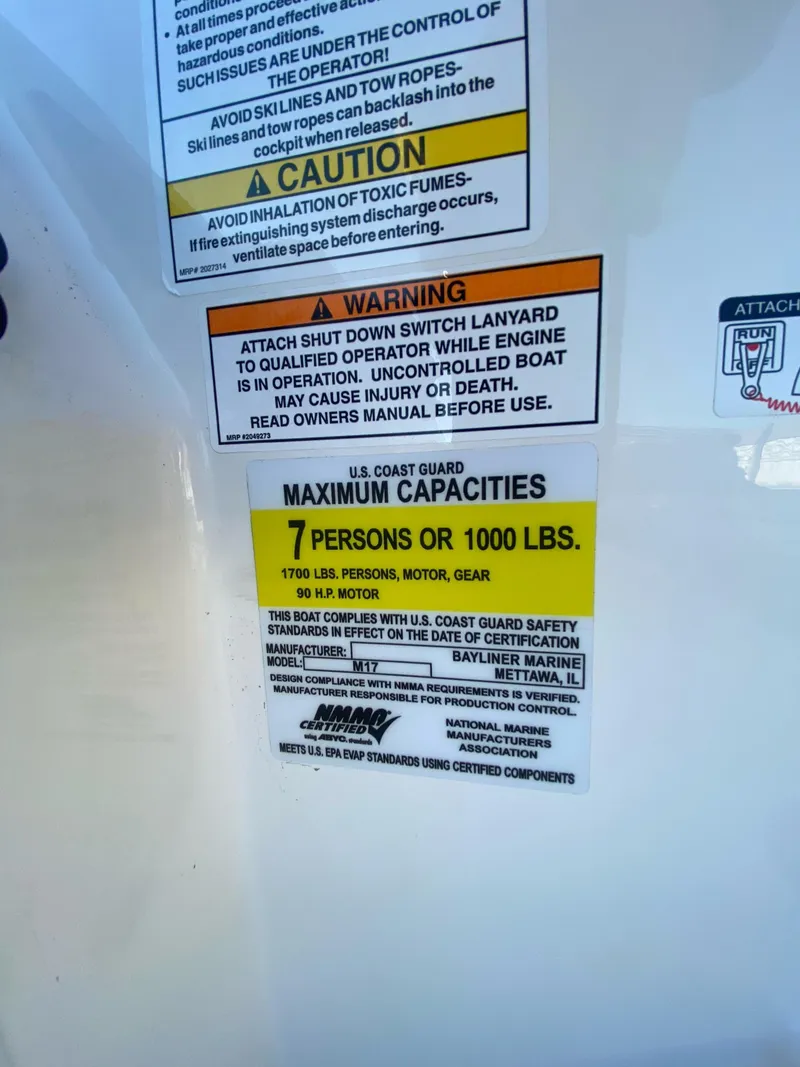 • At all times proceed
take proper and effective
hazardous conditions.
SUCH ISSUES ARE UNDER THE CONTROL OF
THE OPERATOR!
AVOID SKI LINES AND TOW ROPES-
Ski lines and tow ropes can backlash into the
cockpit when released.
CAUTION
AVOID INHALATION OF TOXIC FUMES-
If fire extinguishing system discharge occurs,
ventilate space before entering.
MRP# 2027314
WARNING
ATTACH SHUT DOWN SWITCH LANYARD
TO QUALIFIED OPERATOR WHILE ENGINE
IS IN OPERATION. UNCONTROLLED BOAT
MAY CAUSE INJURY OR DEATH.
READ OWNERS MANUAL BEFORE USE.
MRP #2049273
ATTACH
RUN
U.S. COAST GUARD
MAXIMUM CAPACITIES
7 PERSONS OR 1000 LBS.
1700 LBS. PERSONS, MOTOR, GEAR
90 H.P. MOTOR
THIS BOAT COMPLIES WITH U.S. COAST GUARD SAFETY
STANDARDS IN EFFECT ON THE DATE OF CERTIFICATION
MANUFACTURER: BAYLINER MARINE
MODEL: M17 METTAWA, IL
DESIGN COMPLIANCE WITH NMMA REQUIREMENTS IS VERIFIED.
MANUFACTURER RESPONSIBLE FOR PRODUCTION CONTROL.
NMMA
CERTIFIED
using ABYC. standards
NATIONAL MARINE
MANUFACTURERS
ASSOCIATION
MEETS U.S. EPA EVAP STANDARDS USING CERTIFIED COMPONENTS